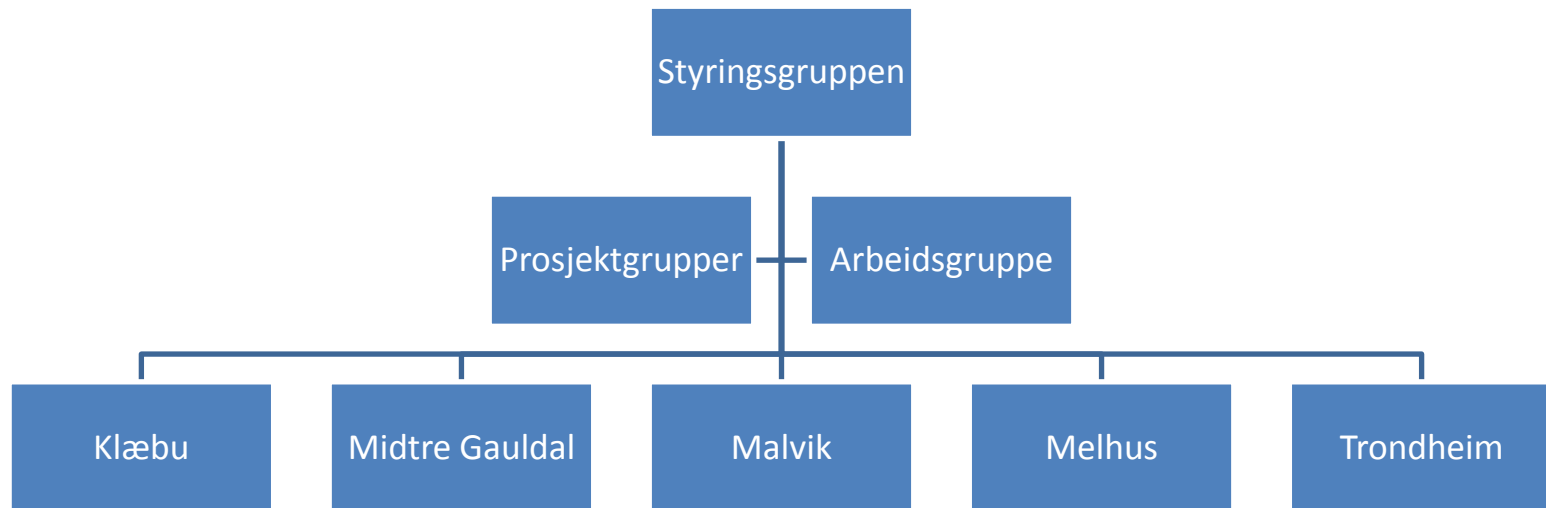 Styringsgruppen
Prosjektgrupper
Arbeidsgruppe
Klæbu
Midtre Gauldal
Malvik
Melhus
Trondheim